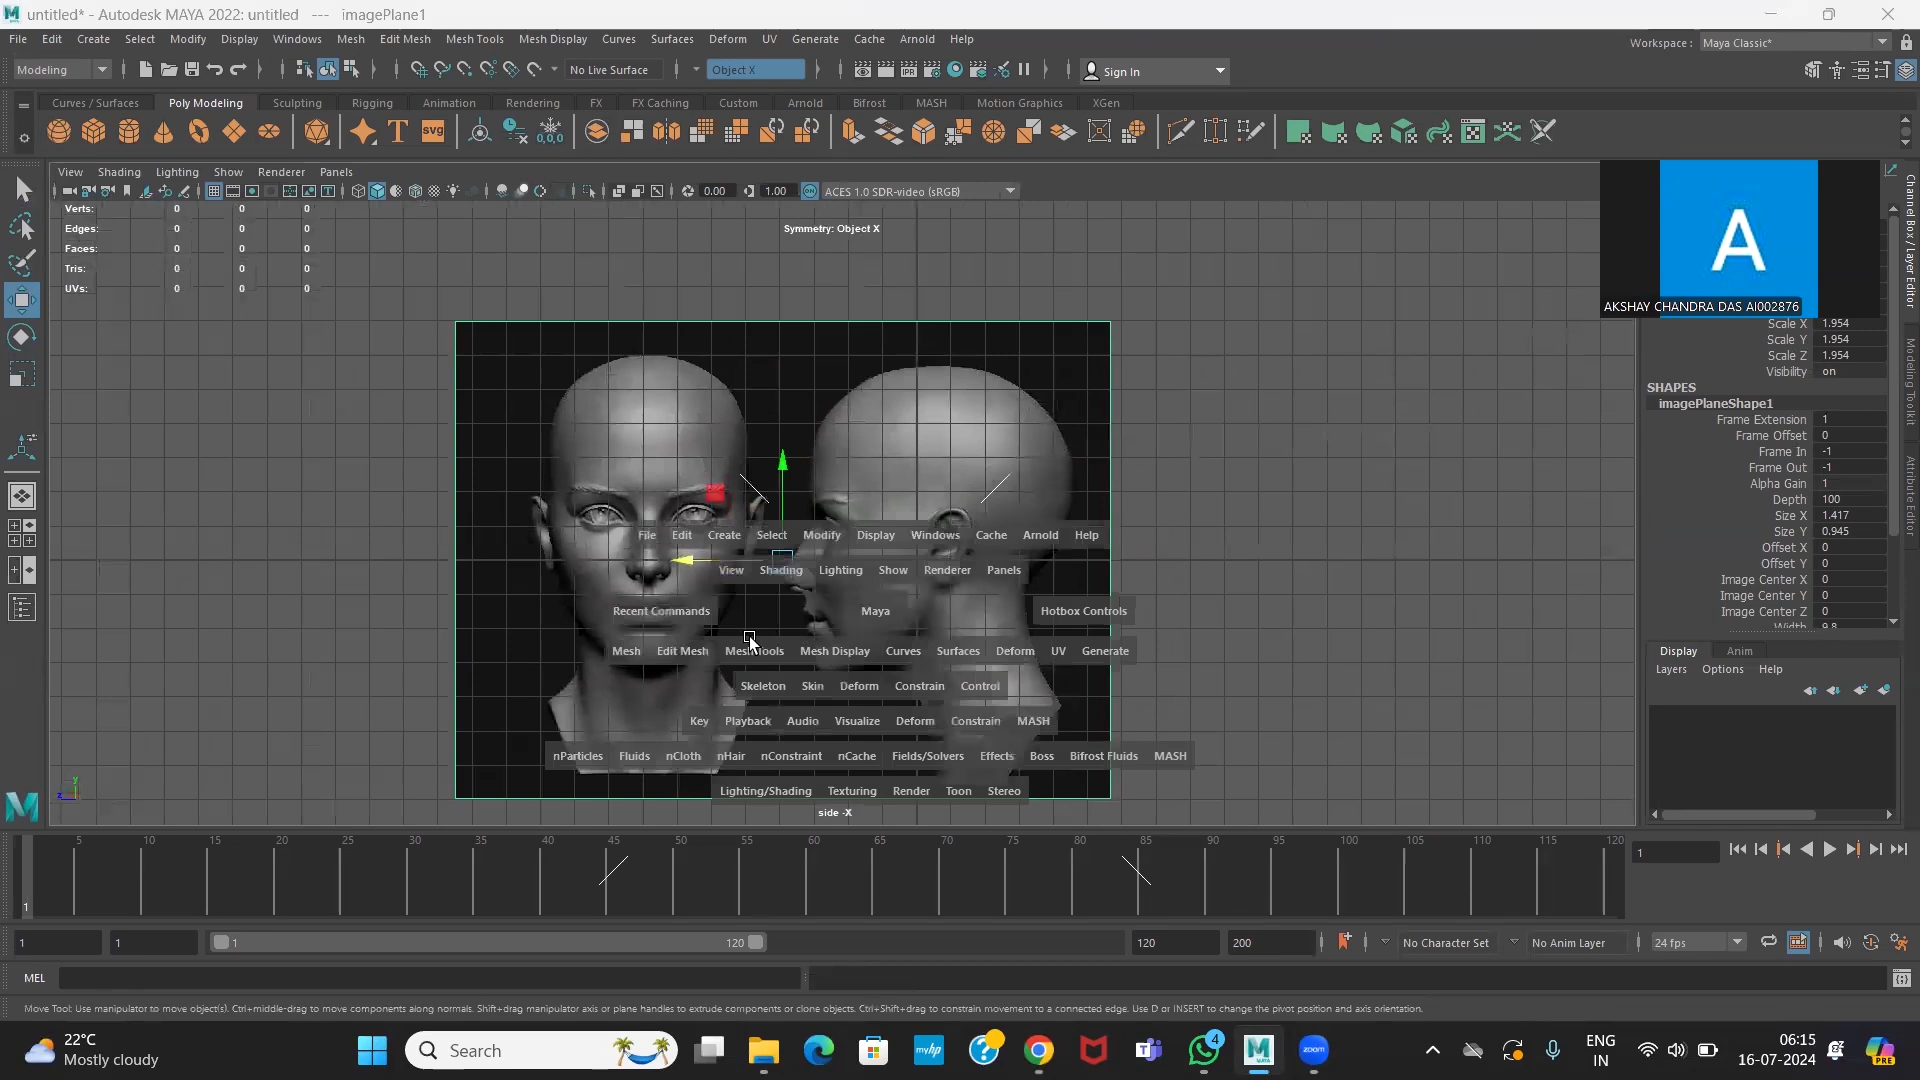 untitled* - Autodesk MAYA 2022: untitled --- imagePlane1
File Edit Create Select Modify Display Windows Mesh Edit Mesh Mesh Tools Mesh Display Curves Surfaces Deform UV Generate Cache Arnold Help
Workspace : Maya Classic*
Modeling No Live Surface Object X Sign In
Curves / Surfaces Poly Modeling Sculpting Rigging Animation Rendering FX FX Caching Custom Arnold Bifrost MASH Motion Graphics XGen
View Shading Lighting Show Renderer Panels
0.00 1.00 ACES 1.0 SDR-video (sRGB)
Verts: 0 0 0
Edges: 0 0 0
Faces: 0 0 0
Tris: 0 0 0
UVs: 0 0 0
Symmetry: Object X
A
AKSHAY CHANDRA DAS AI002876
Channel Box / Layer Editor
Modeling Toolkit
Attribute Editor
Scale X 1.954
Scale Y 1.954
Scale Z 1.954
Visibility on
SHAPES
imagePlaneShape1
Frame Extension 1
Frame Offset 0
Frame In -1
Frame Out -1
Alpha Gain 1
Depth 100
Size X 1.417
Size Y 0.945
Offset X 0
Offset Y 0
Image Center X 0
Image Center Y 0
Image Center Z 0
Width 9.8
File Edit Create Select Modify Display Windows Cache Arnold Help
View Shading Lighting Show Renderer Panels
Recent Commands Maya Hotbox Controls
Mesh Edit Mesh Mesh Tools Mesh Display Curves Surfaces Deform UV Generate
Skeleton Skin Deform Constrain Control
Key Playback Audio Visualize Deform Constrain MASH
nParticles Fluids nCloth nHair nConstraint nCache Fields/Solvers Effects Boss Bifrost Fluids MASH
Lighting/Shading Texturing Render Toon Stereo
side -X
y
z
Display Anim
Layers Options Help
5 10 15 20 25 30 35 40 45 50 55 60 65 70 75 80 85 90 95 100 105 110 115 120
1
1
1 1 1 120 120 200 No Character Set No Anim Layer 24 fps
MEL
Move Tool: Use manipulator to move object(s). Ctrl+middle-drag to move components along normals. Shift+drag manipulator axis or plane handles to extrude components or clone objects. Ctrl+Shift+drag to constrain movement to a connected edge. Use D or INSERT to change the pivot position and axis orientation.
22°C
Mostly cloudy
Search
myhp
4
zoom
ENG
IN
06:15
16-07-2024
PRE